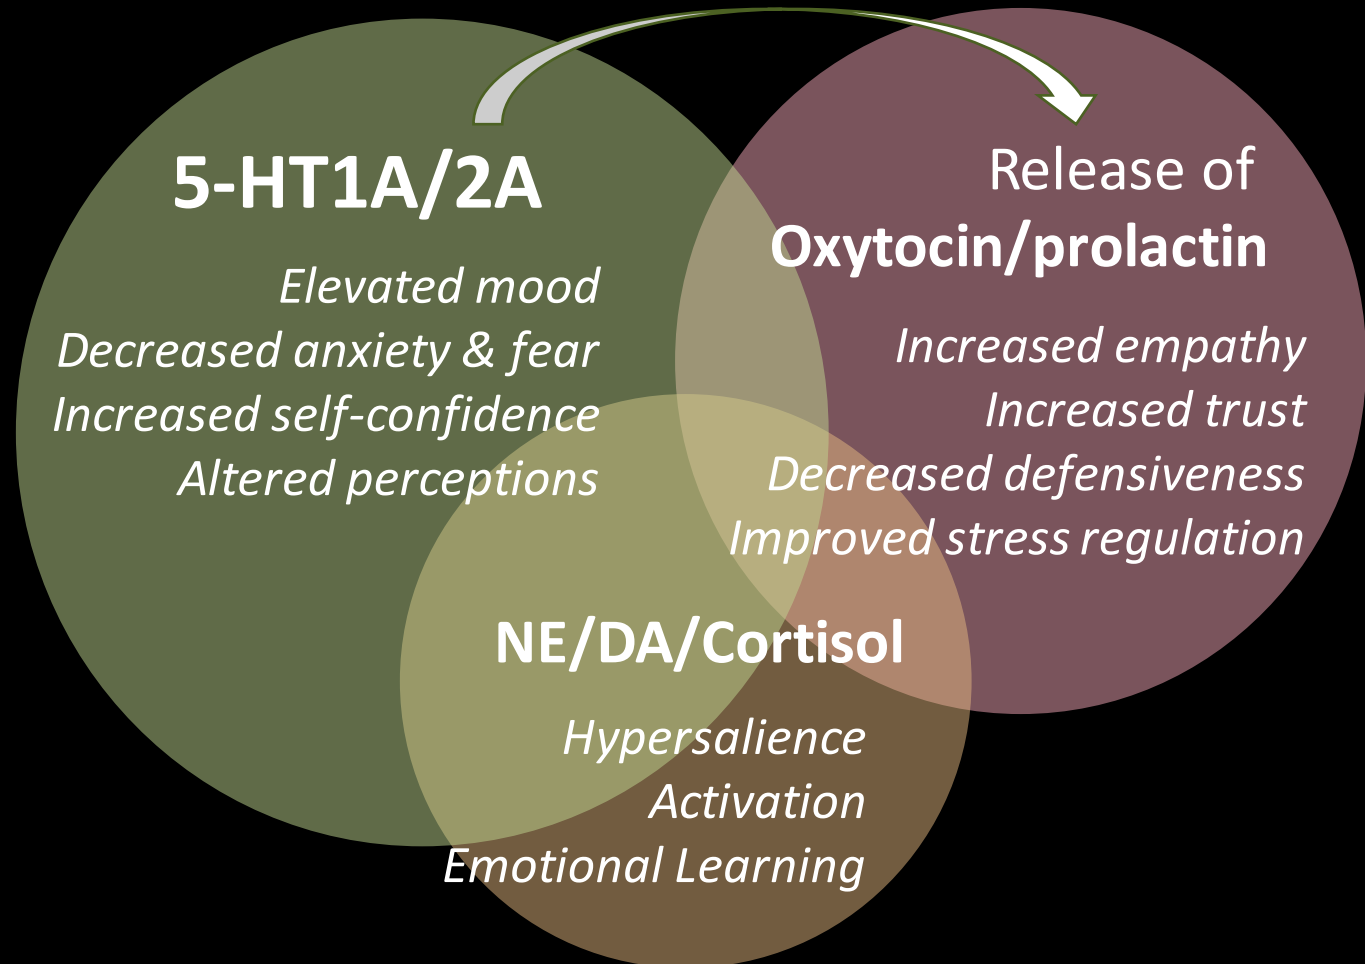 5-HT1A/2A
Elevated mood
Decreased anxiety & fear
Increased self-confidence
Altered perceptions
Release of
Oxytocin/prolactin
Increased empathy
Increased trust
Decreased defensiveness
Improved stress regulation
NE/DA/Cortisol
Hypersalience
Activation
Emotional Learning